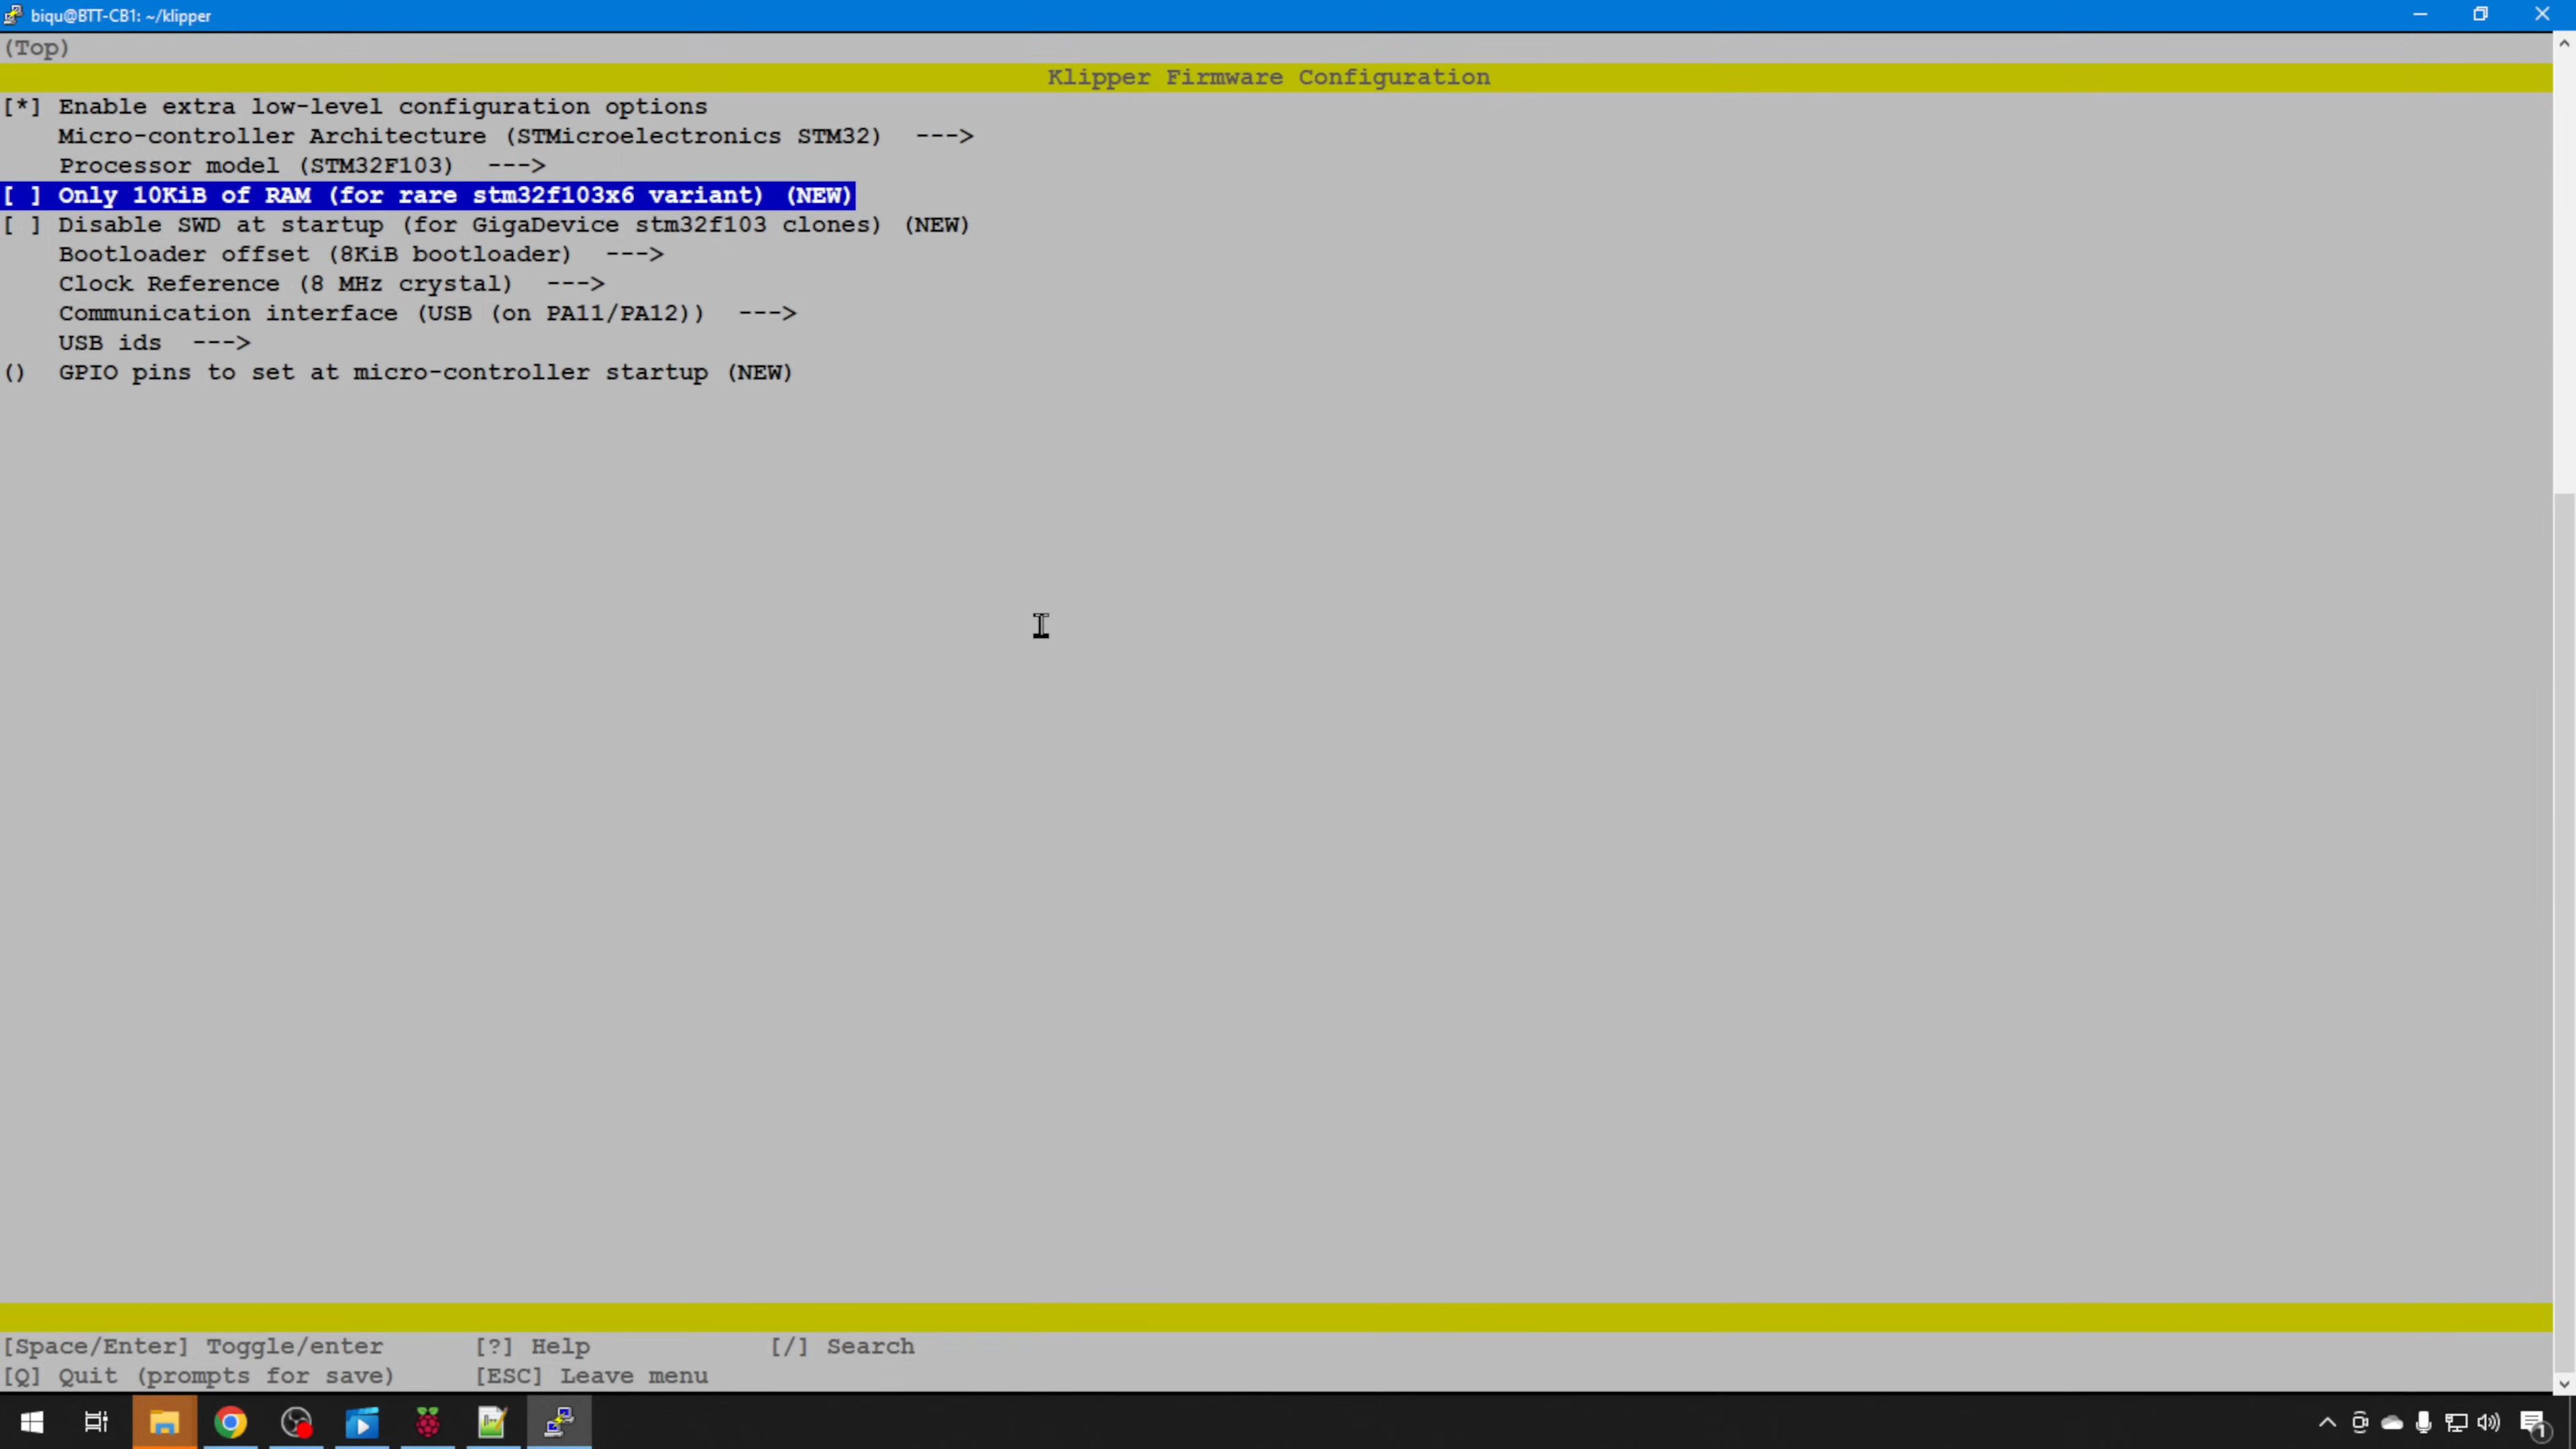 biqu@BTT-CB1: ~/klipper
(Top)
Klipper Firmware Configuration
[*] Enable extra low-level configuration options
Micro-controller Architecture (STMicroelectronics STM32)  --->
Processor model (STM32F103)  --->
[ ] Only 10KiB of RAM (for rare stm32f103x6 variant) (NEW)
[ ] Disable SWD at startup (for GigaDevice stm32f103 clones) (NEW)
Bootloader offset (8KiB bootloader)  --->
Clock Reference (8 MHz crystal)  --->
Communication interface (USB (on PA11/PA12))  --->
USB ids  --->
()  GPIO pins to set at micro-controller startup (NEW)
[Space/Enter] Toggle/enter      [?] Help            [/] Search
[Q] Quit (prompts for save)     [ESC] Leave menu
1